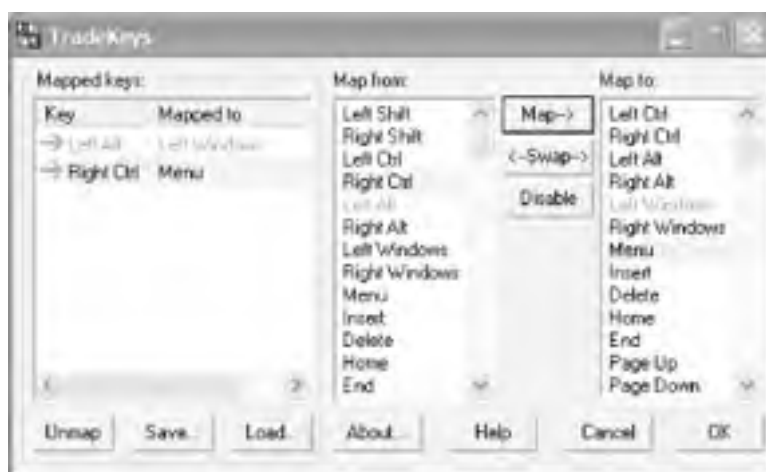 TradeKeys
Mapped keys:
Key Mapped to
Left Alt Left Windows
Right Ctrl Menu
Map from:
Left Shift
Right Shift
Left Ctrl
Right Ctrl
Left Alt
Right Alt
Left Windows
Right Windows
Menu
Insert
Delete
Home
End
Map-->
<-Swap->
Disable
Map to:
Left Ctrl
Right Ctrl
Left Alt
Right Alt
Left Windows
Right Windows
Menu
Insert
Delete
Home
End
Page Up
Page Down
Unmap Save... Load... About... Help Cancel OK